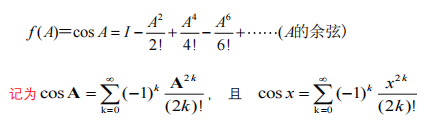 f(A)=cos A = I − A²/2! + A⁴/4! − A⁶/6! + ······(A的余弦)
记为 cos A = ∑_{k=0}^{∞} (−1)^k A^{2k}/(2k)! , 且 cos x = ∑_{k=0}^{∞} (−1)^k x^{2k}/(2k)!